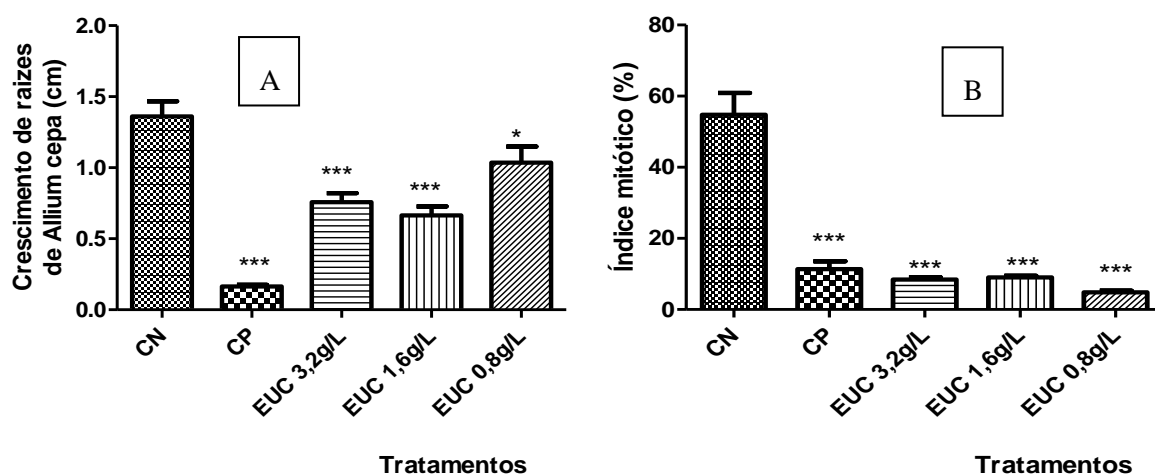 Crescimento de raizes
de Allium cepa (cm)
2.0
1.5
1.0
0.5
0.0
A
***
***
***
*
CN
CP
EUC 3,2g/L
EUC 1,6g/L
EUC 0,8g/L
Tratamentos
Índice mitótico (%)
80
60
40
20
0
B
***
***
***
***
CN
CP
EUC 3,2g/L
EUC 1,6g/L
EUC 0,8g/L
Tratamentos